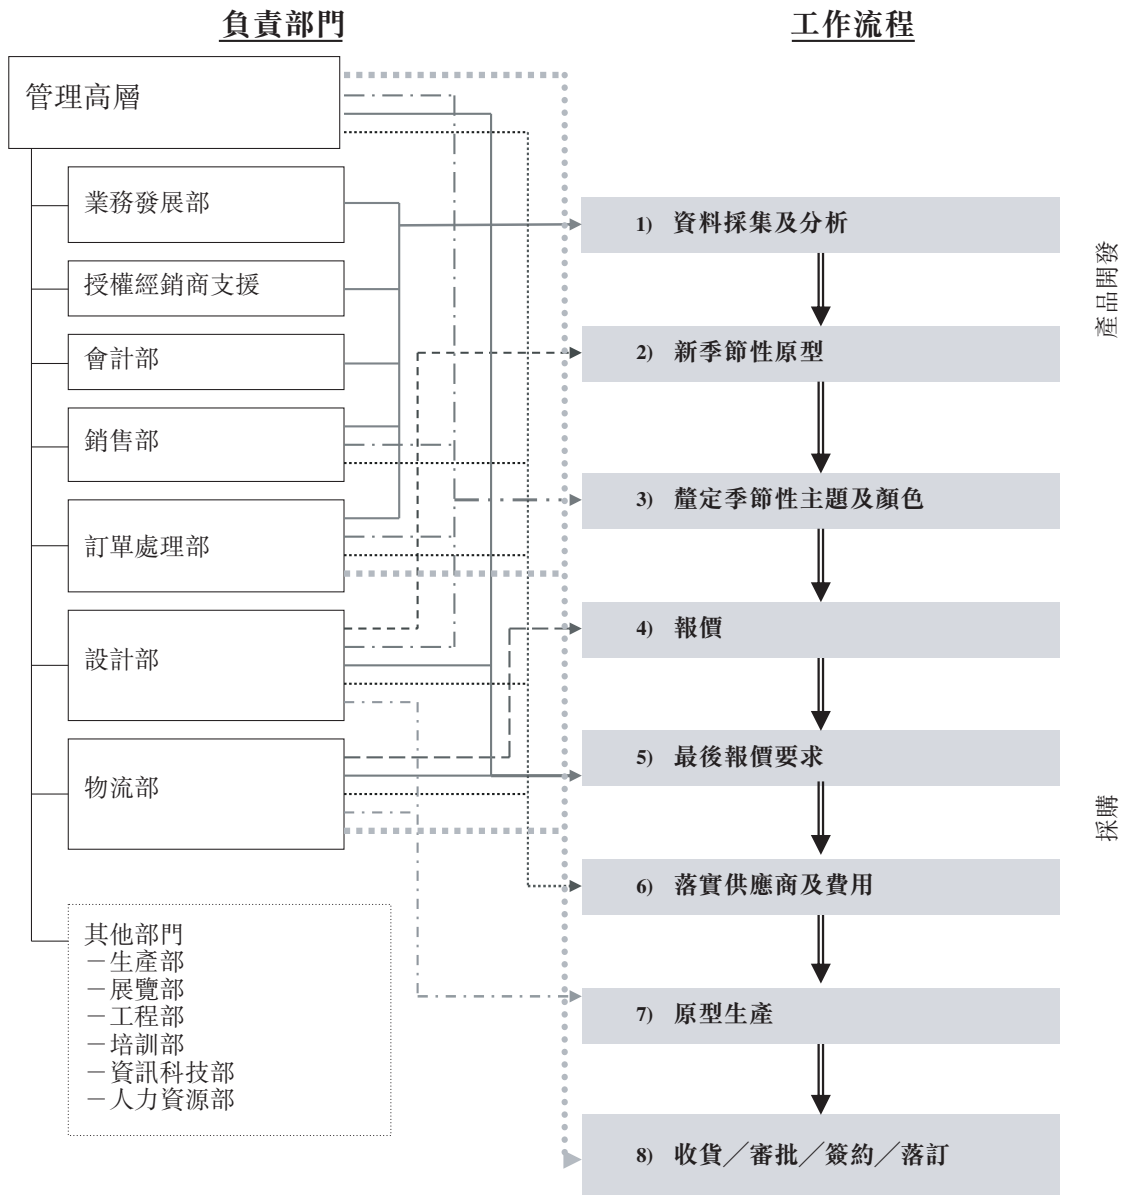 負責部門
工作流程
管理高層
業務發展部
授權經銷商支援
會計部
銷售部
訂單處理部
設計部
物流部
其他部門
－生產部
－展覽部
－工程部
－培訓部
－資訊科技部
－人力資源部
1) 資料採集及分析
2) 新季節性原型
3) 釐定季節性主題及顏色
4) 報價
5) 最後報價要求
6) 落實供應商及費用
7) 原型生產
8) 收貨╱審批╱簽約╱落訂
產品開發
採購